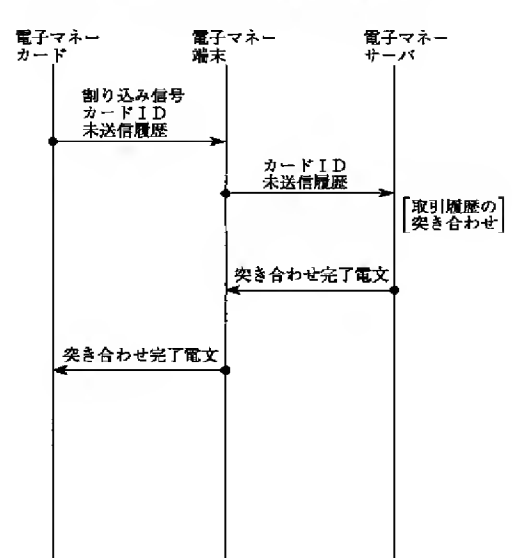 電子マネー
カード
電子マネー
端末
電子マネー
サーバ
割り込み信号
カードＩＤ
未送信履歴
カードＩＤ
未送信履歴
取引履歴の
突き合わせ
突き合わせ完了電文
突き合わせ完了電文